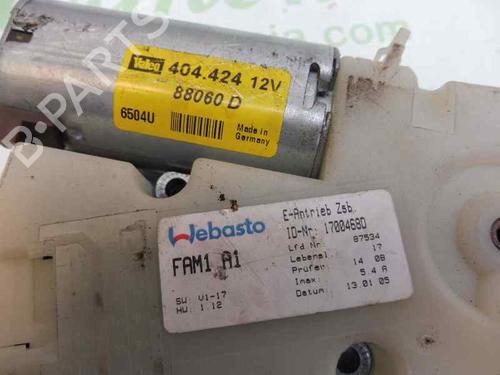 Valeo 404.424 12V
88060 D
6504U
Made in
Germany
B-PARTS
Webasto
FAM1 A1
SW: V1-17
HW: 1.12
E-Antrieb Zsb.
ID-Nr: 1700468D
Lfd Nr 87534
Lebensl. 17
Prüfer 14 08
Imax: 5.4 A
Datum: 13.01.05